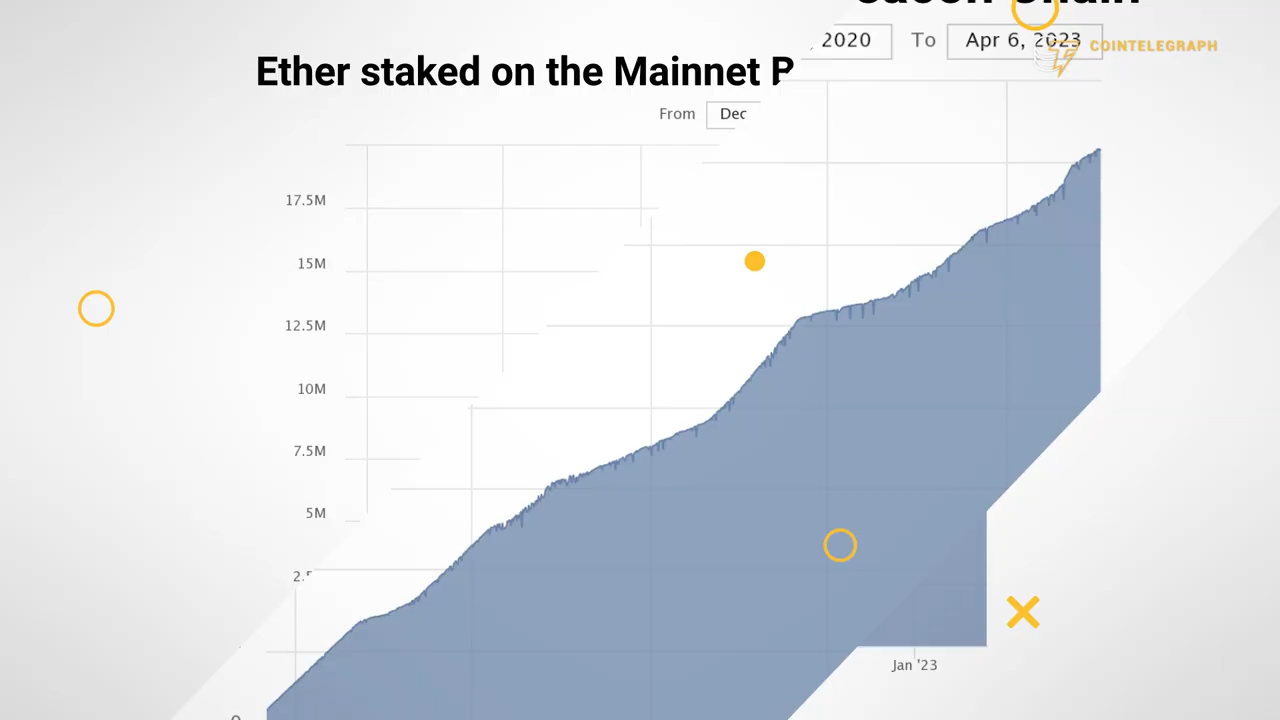 2020 To Apr 6, 2023
COINTELEGRAPH
Ether staked on the Mainnet
From Dec
17.5M
15M
12.5M
10M
7.5M
5M
Jan '23